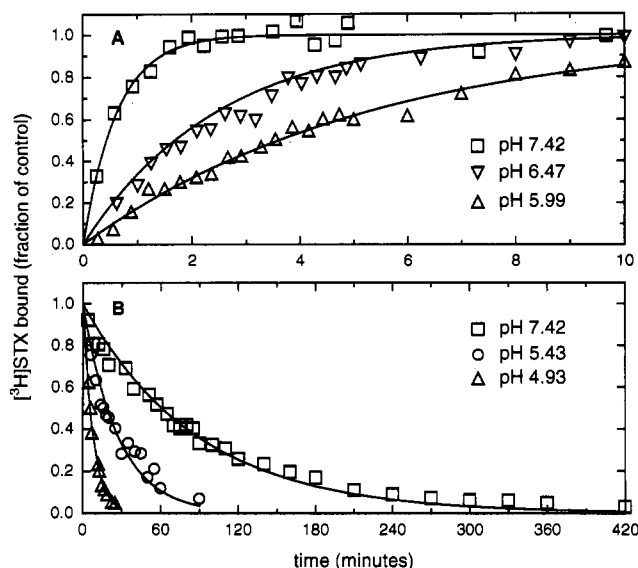 [³H]STX bound (fraction of control)
A
1.0
0.8
0.6
0.4
0.2
0.0
pH 7.42
pH 6.47
pH 5.99
0 2 4 6 8 10
B
1.0
0.8
0.6
0.4
0.2
0.0
pH 7.42
pH 5.43
pH 4.93
0 60 120 180 240 300 360 420
time (minutes)